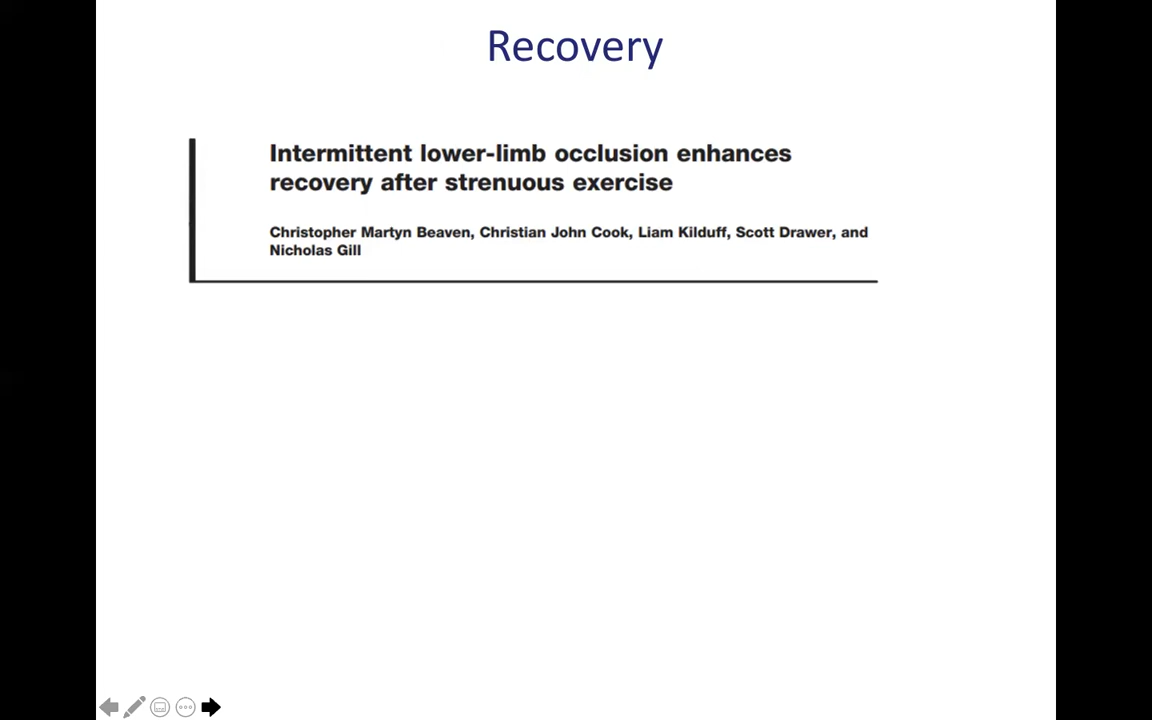 Recovery
Intermittent lower-limb occlusion enhances
recovery after strenuous exercise
Christopher Martyn Beaven, Christian John Cook, Liam Kilduff, Scott Drawer, and
Nicholas Gill